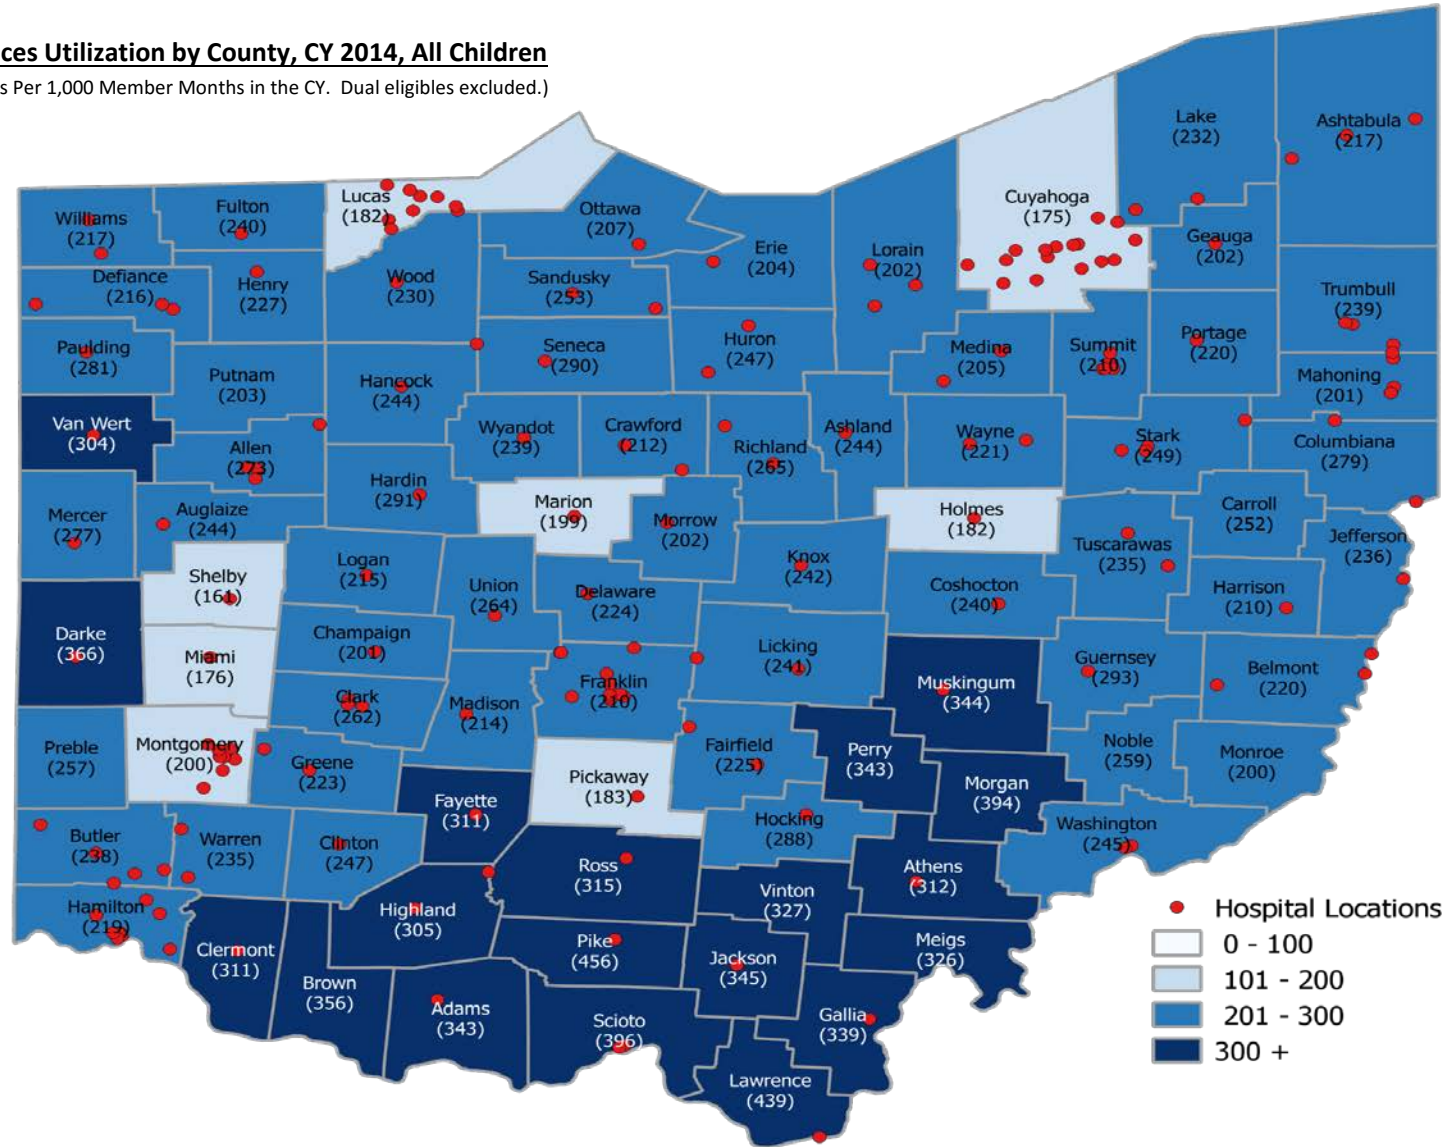 ces Utilization by County, CY 2014, All Children
s Per 1,000 Member Months in the CY.  Dual eligibles excluded.)
Lake
(232)
Ashtabula
(217)
Williams
(217)
Fulton
(240)
Lucas
(182)
Ottawa
(207)
Erie
(204)
Lorain
(202)
Cuyahoga
(175)
Geauga
(202)
Defiance
(216)
Henry
(227)
Wood
(230)
Sandusky
(253)
Trumbull
(239)
Paulding
(281)
Putnam
(203)
Hancock
(244)
Seneca
(290)
Huron
(247)
Medina
(205)
Summit
(210)
Portage
(220)
Mahoning
(201)
Van Wert
(304)
Allen
(273)
Wyandot
(239)
Crawford
(212)
Richland
(265)
Ashland
(244)
Wayne
(221)
Stark
(249)
Columbiana
(279)
Mercer
(277)
Auglaize
(244)
Hardin
(291)
Marion
(199)
Morrow
(202)
Holmes
(182)
Tuscarawas
(235)
Carroll
(252)
Jefferson
(236)
Shelby
(161)
Logan
(215)
Union
(264)
Delaware
(224)
Knox
(242)
Coshocton
(240)
Harrison
(210)
Darke
(366)
Miami
(176)
Champaign
(201)
Clark
(262)
Madison
(214)
Franklin
(210)
Licking
(241)
Muskingum
(344)
Guernsey
(293)
Belmont
(220)
Preble
(257)
Montgomery
(200)
Greene
(223)
Fayette
(311)
Pickaway
(183)
Fairfield
(225)
Perry
(343)
Morgan
(394)
Noble
(259)
Monroe
(200)
Butler
(238)
Warren
(235)
Clinton
(247)
Ross
(315)
Hocking
(288)
Vinton
(327)
Athens
(312)
Washington
(245)
Hamilton
(219)
Clermont
(311)
Brown
(356)
Highland
(305)
Adams
(343)
Pike
(456)
Scioto
(396)
Jackson
(345)
Gallia
(339)
Meigs
(326)
Lawrence
(439)
Hospital Locations
0 - 100
101 - 200
201 - 300
300 +